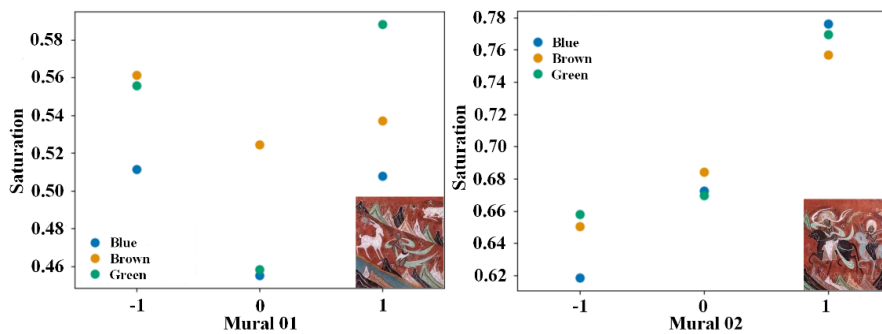 0.58
0.56
0.54
0.52
0.50
0.48
0.46
Saturation
Blue
Brown
Green
-1
0
1
Mural 01
0.78
0.76
0.74
0.72
0.70
0.68
0.66
0.64
0.62
Saturation
Blue
Brown
Green
-1
0
1
Mural 02